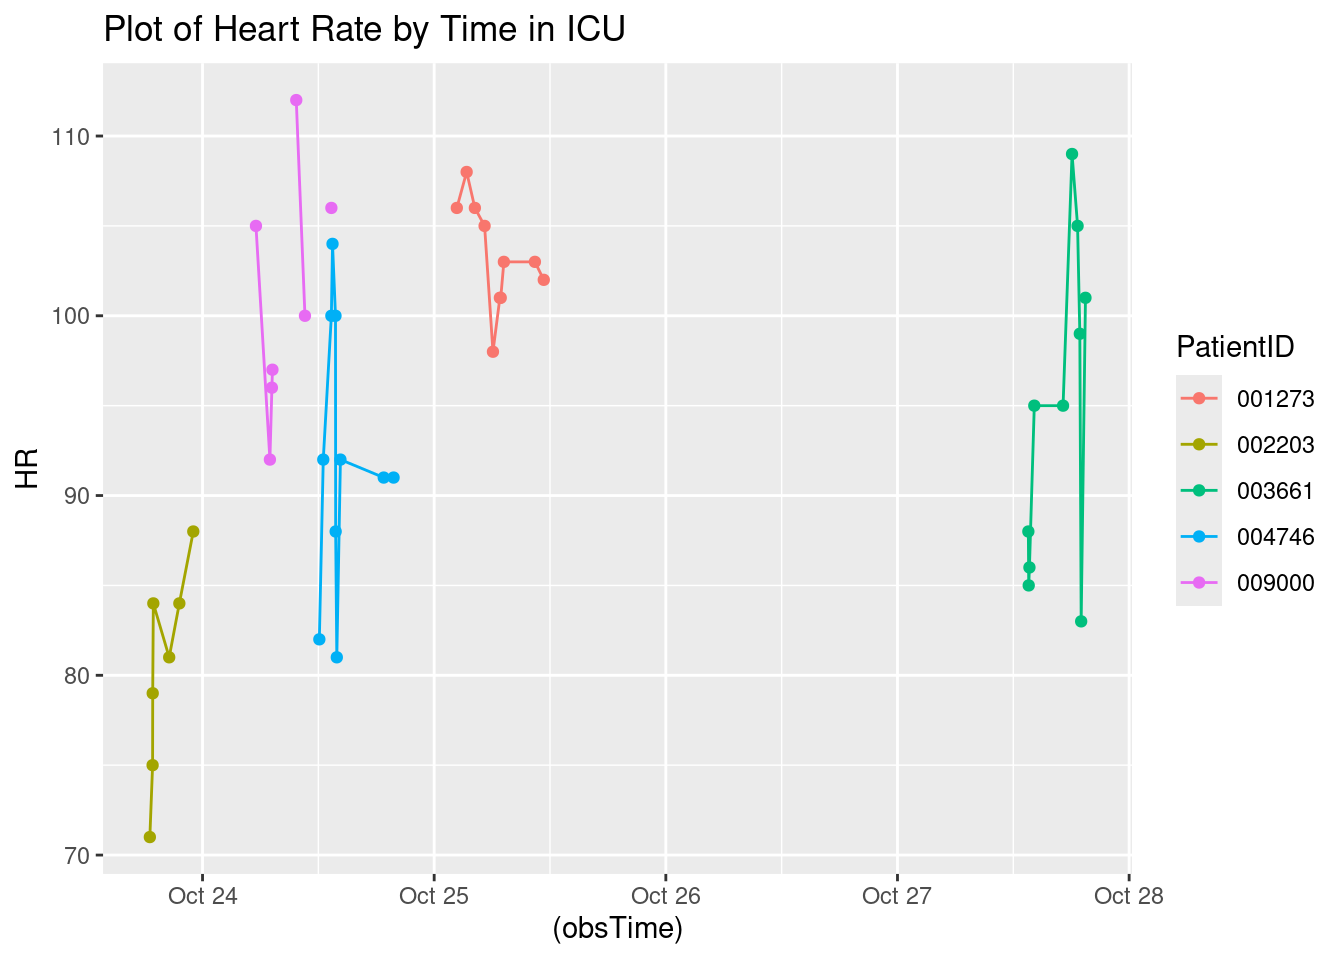 Plot of Heart Rate by Time in ICU
HR
110
100
90
80
70
Oct 24 Oct 25 Oct 26 Oct 27 Oct 28
(obsTime)
PatientID
001273
002203
003661
004746
009000